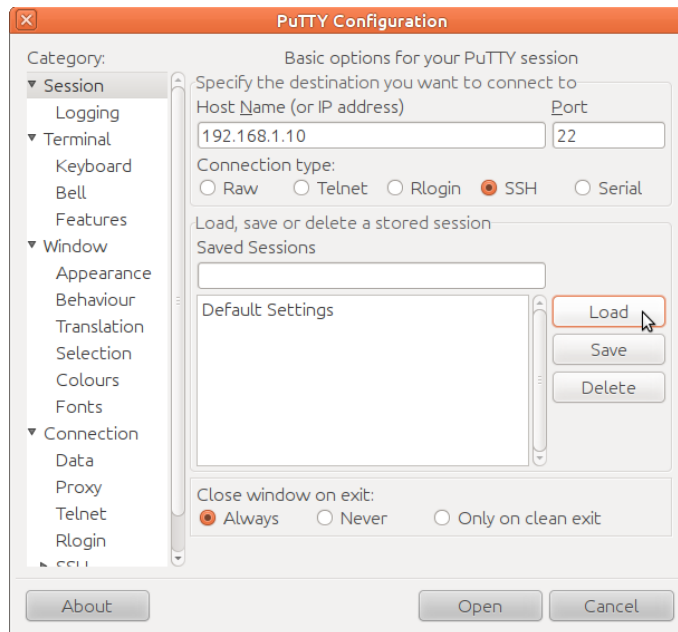 PuTTY Configuration
Category:
Session
Logging
Terminal
Keyboard
Bell
Features
Window
Appearance
Behaviour
Translation
Selection
Colours
Fonts
Connection
Data
Proxy
Telnet
Rlogin
SSH
Basic options for your PuTTY session
Specify the destination you want to connect to
Host Name (or IP address) Port
192.168.1.10 22
Connection type:
Raw Telnet Rlogin SSH Serial
Load, save or delete a stored session
Saved Sessions
Default Settings
Load
Save
Delete
Close window on exit:
Always Never Only on clean exit
About Open Cancel